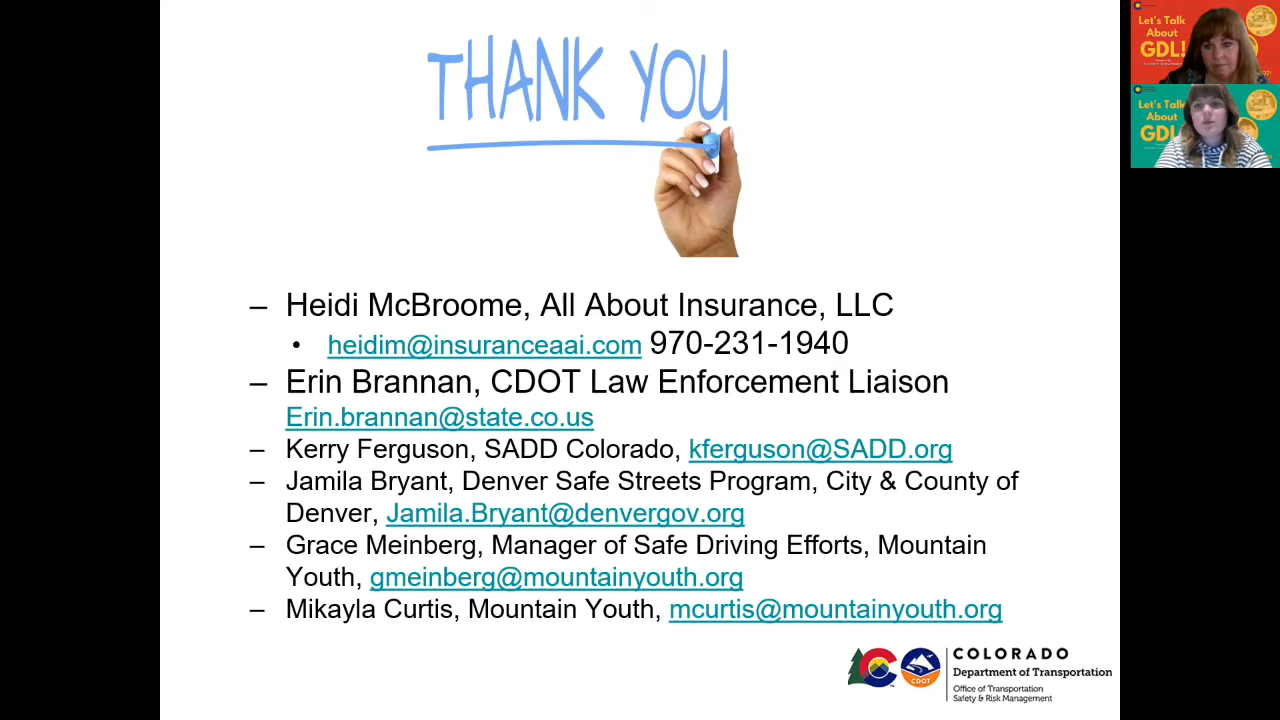 THANK YOU
– Heidi McBroome, All About Insurance, LLC
• heidim@insuranceaai.com 970-231-1940
– Erin Brannan, CDOT Law Enforcement Liaison
Erin.brannan@state.co.us
– Kerry Ferguson, SADD Colorado, kferguson@SADD.org
– Jamila Bryant, Denver Safe Streets Program, City & County of
Denver, Jamila.Bryant@denvergov.org
– Grace Meinberg, Manager of Safe Driving Efforts, Mountain
Youth, gmeinberg@mountainyouth.org
– Mikayla Curtis, Mountain Youth, mcurtis@mountainyouth.org
CDOT
COLORADO
Department of Transportation
Office of Transportation
Safety & Risk Management
Let's Talk
About
GDL!
Let's Talk
About
GDL!